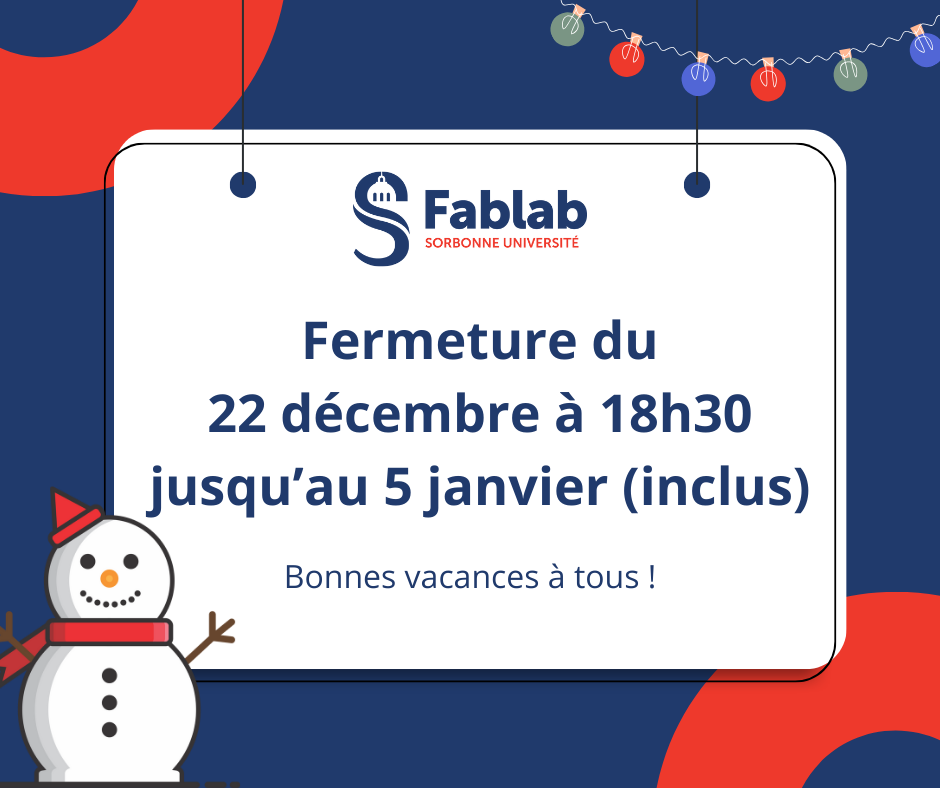 Fablab
SORBONNE UNIVERSITÉ
Fermeture du
22 décembre à 18h30
jusqu’au 5 janvier (inclus)
Bonnes vacances à tous !